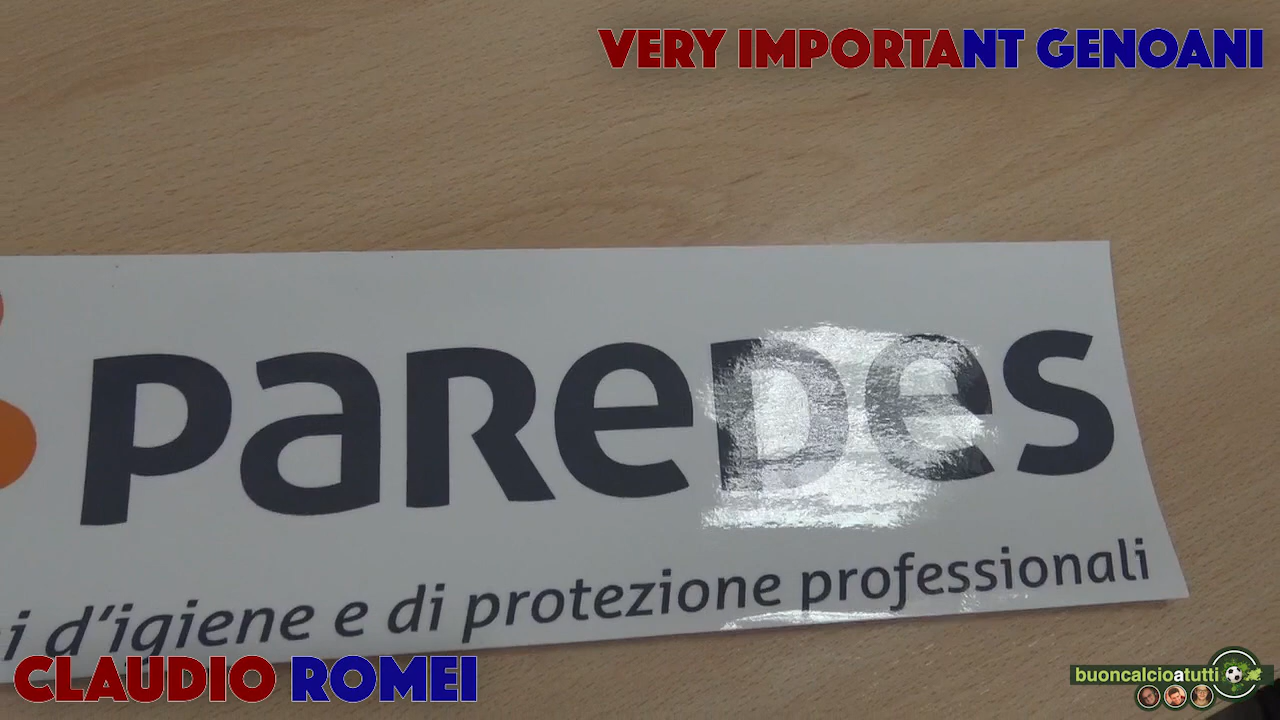 VERY IMPORTANT GENOANI
PAREDES
i d'igiene e di protezione professionali
CLAUDIO ROMEI
buoncalcioatutti